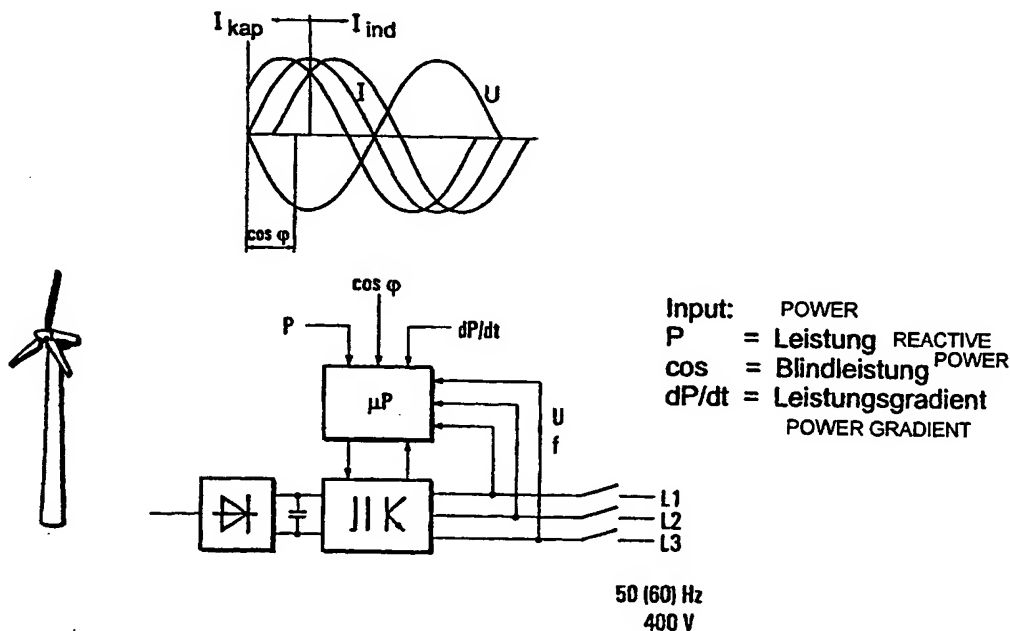 I kap I ind
I
U
cos φ
cos φ
P dP/dt
μP
U
f
L1
L2
L3
50 (60) Hz
400 V
Input: POWER
P = Leistung REACTIVE
cos = Blindleistung POWER
dP/dt = Leistungsgradient
POWER GRADIENT